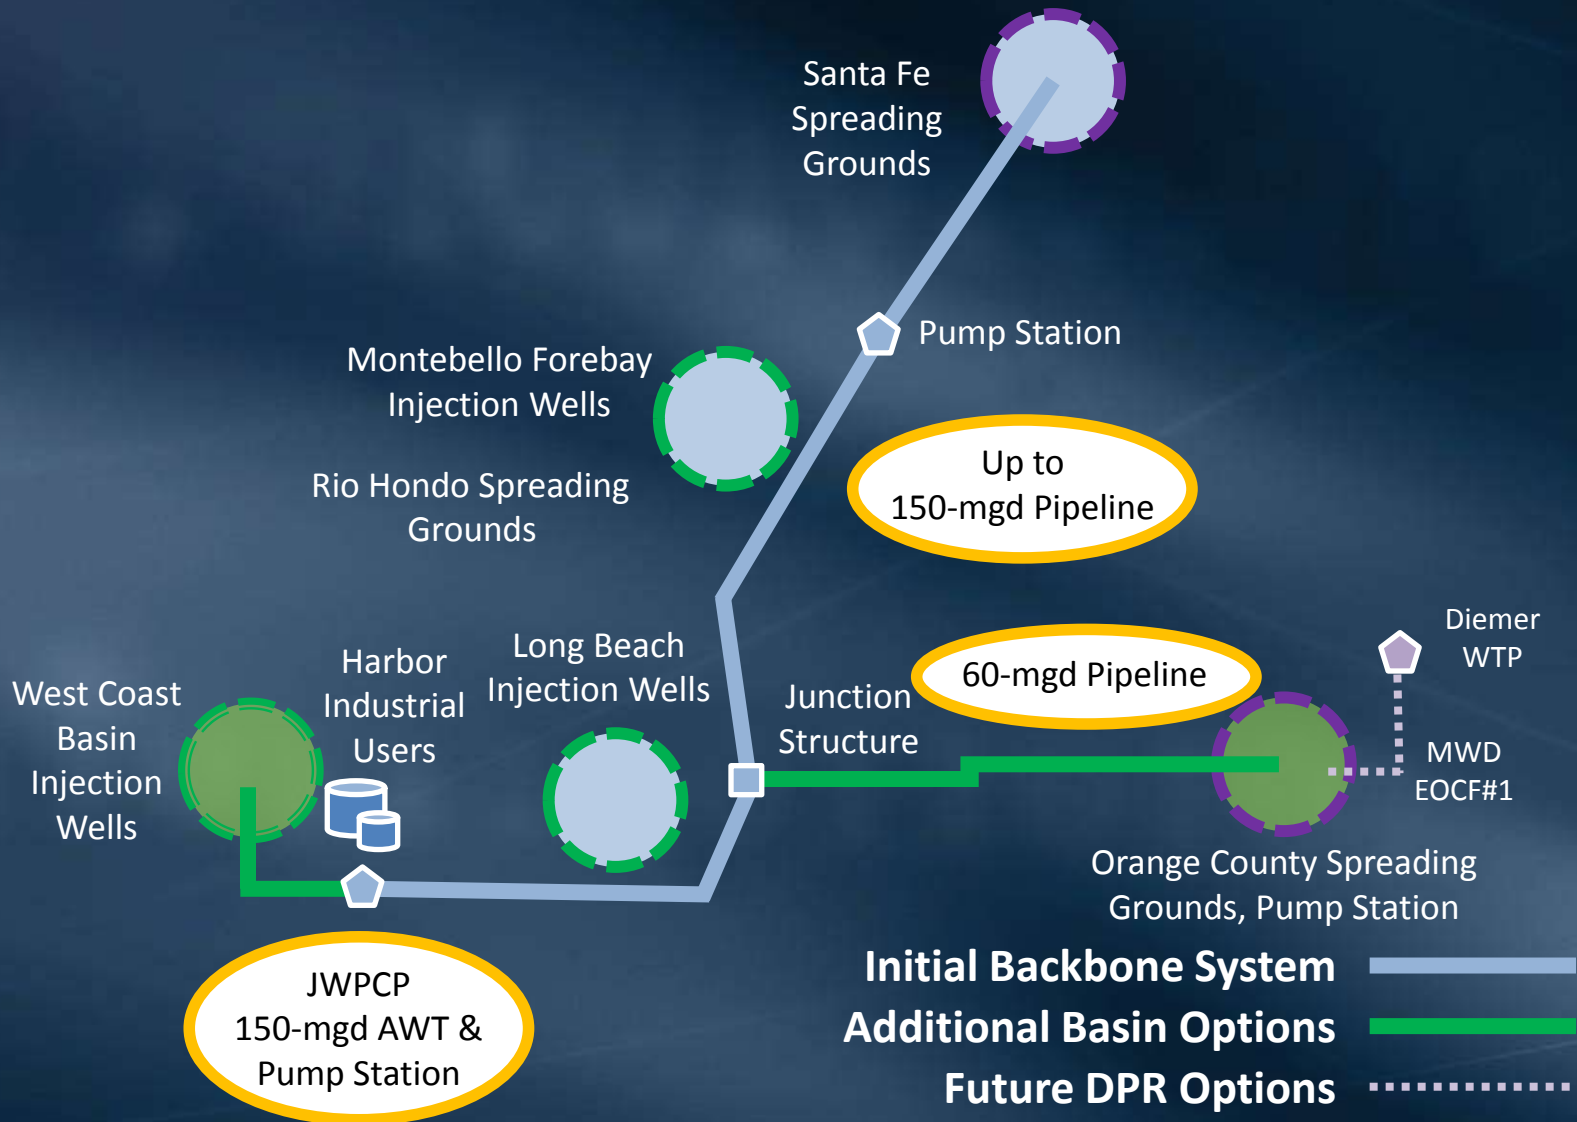 Santa Fe
Spreading
Grounds
Pump Station
Montebello Forebay
Injection Wells
Rio Hondo Spreading
Grounds
Up to
150-mgd Pipeline
Diemer
WTP
60-mgd Pipeline
Long Beach
Injection Wells
Harbor
Industrial
Users
West Coast
Basin
Injection
Wells
Junction
Structure
MWD
EOCF#1
Orange County Spreading
Grounds, Pump Station
JWPCP
150-mgd AWT &
Pump Station
Initial Backbone System
Additional Basin Options
Future DPR Options